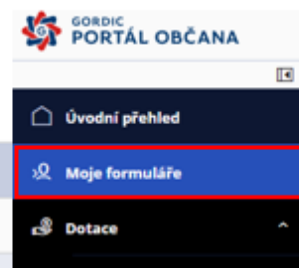 GORDIC
PORTÁL OBČANA
Úvodní přehled
Moje formuláře
Dotace